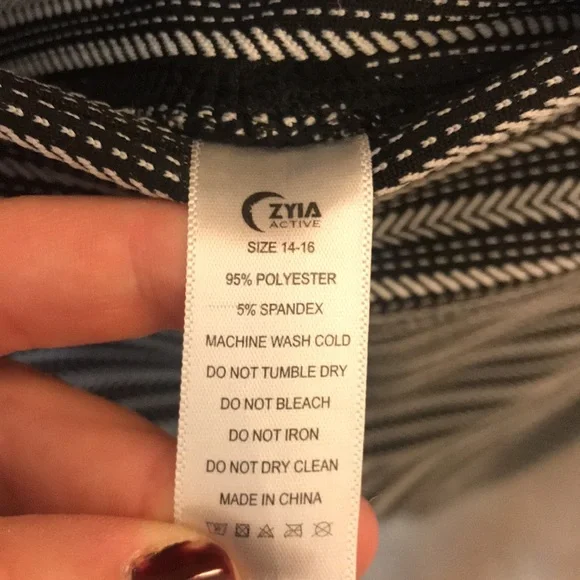 ZYIA
ACTIVE
SIZE 14-16
95% POLYESTER
5% SPANDEX
MACHINE WASH COLD
DO NOT TUMBLE DRY
DO NOT BLEACH
DO NOT IRON
DO NOT DRY CLEAN
MADE IN CHINA